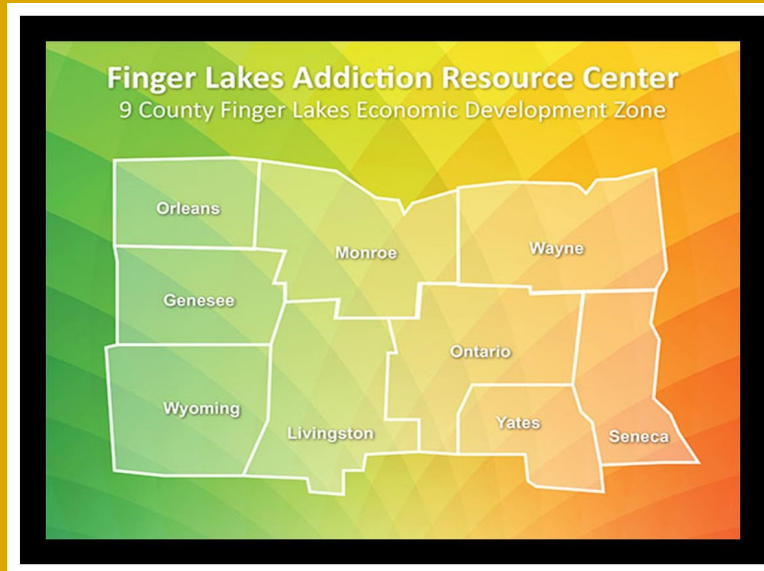 Finger Lakes Addiction Resource Center
9 County Finger Lakes Economic Development Zone
Orleans
Monroe
Wayne
Genesee
Ontario
Wyoming
Livingston
Yates
Seneca